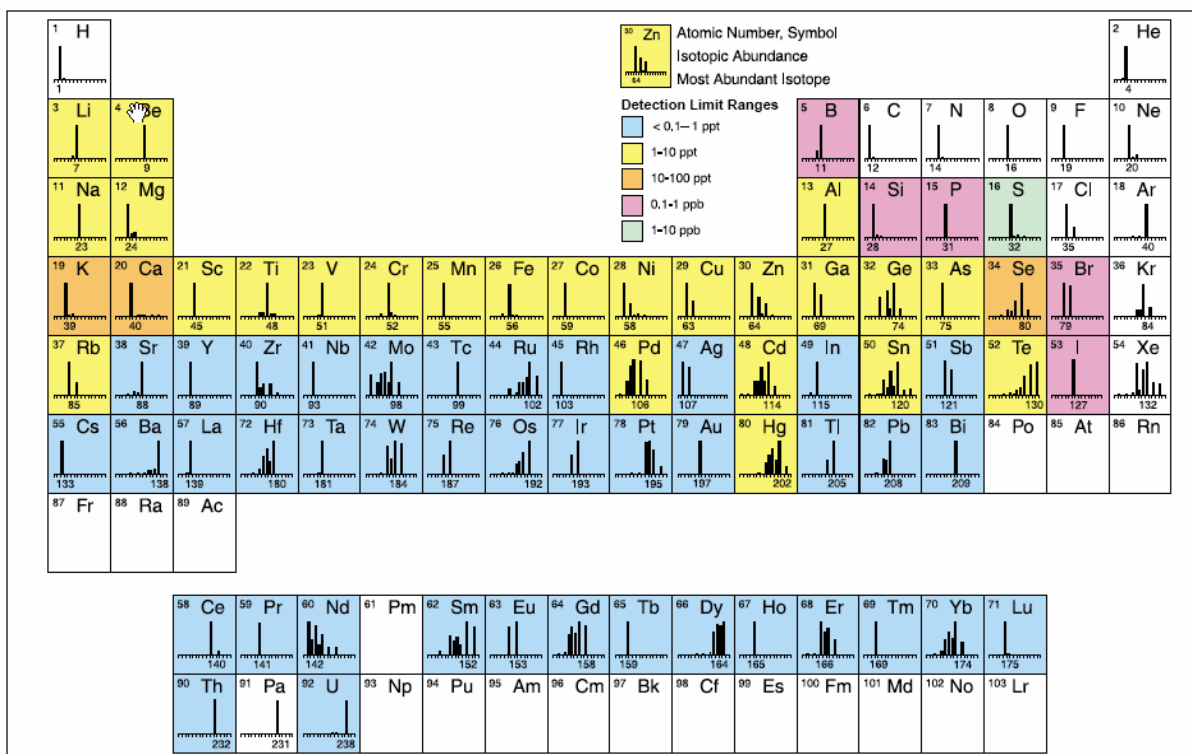 1 H
30 Zn Atomic Number, Symbol
2 He
Isotopic Abundance
64 Most Abundant Isotope
1 4
Detection Limit Ranges
3 Li 4 Be 5 B 6 C 7 N 8 O 9 F 10 Ne
< 0,1–1 ppt
1-10 ppt
7 9 11 12 14 16 19 20
10-100 ppt
11 Na 12 Mg 13 Al 14 Si 15 P 16 S 17 Cl 18 Ar
0.1-1 ppb
1-10 ppb
23 24 27 28 31 32 35 40
19 K 20 Ca 21 Sc 22 Ti 23 V 24 Cr 25 Mn 26 Fe 27 Co 28 Ni 29 Cu 30 Zn 31 Ga 32 Ge 33 As 34 Se 35 Br 36 Kr
39 40 45 48 51 52 55 56 59 58 63 64 69 74 75 80 79 84
37 Rb 38 Sr 39 Y 40 Zr 41 Nb 42 Mo 43 Tc 44 Ru 45 Rh 46 Pd 47 Ag 48 Cd 49 In 50 Sn 51 Sb 52 Te 53 I 54 Xe
85 88 89 90 93 98 99 102 103 106 107 114 115 120 121 130 127 132
55 Cs 56 Ba 57 La 72 Hf 73 Ta 74 W 75 Re 76 Os 77 Ir 78 Pt 79 Au 80 Hg 81 Tl 82 Pb 83 Bi 84 Po 85 At 86 Rn
133 138 139 180 181 184 187 192 193 195 197 202 205 208 209
87 Fr 88 Ra 89 Ac
58 Ce 59 Pr 60 Nd 61 Pm 62 Sm 63 Eu 64 Gd 65 Tb 66 Dy 67 Ho 68 Er 69 Tm 70 Yb 71 Lu
140 141 142 152 153 158 159 164 165 166 169 174 175
90 Th 91 Pa 92 U 93 Np 94 Pu 95 Am 96 Cm 97 Bk 98 Cf 99 Es 100 Fm 101 Md 102 No 103 Lr
232 231 238